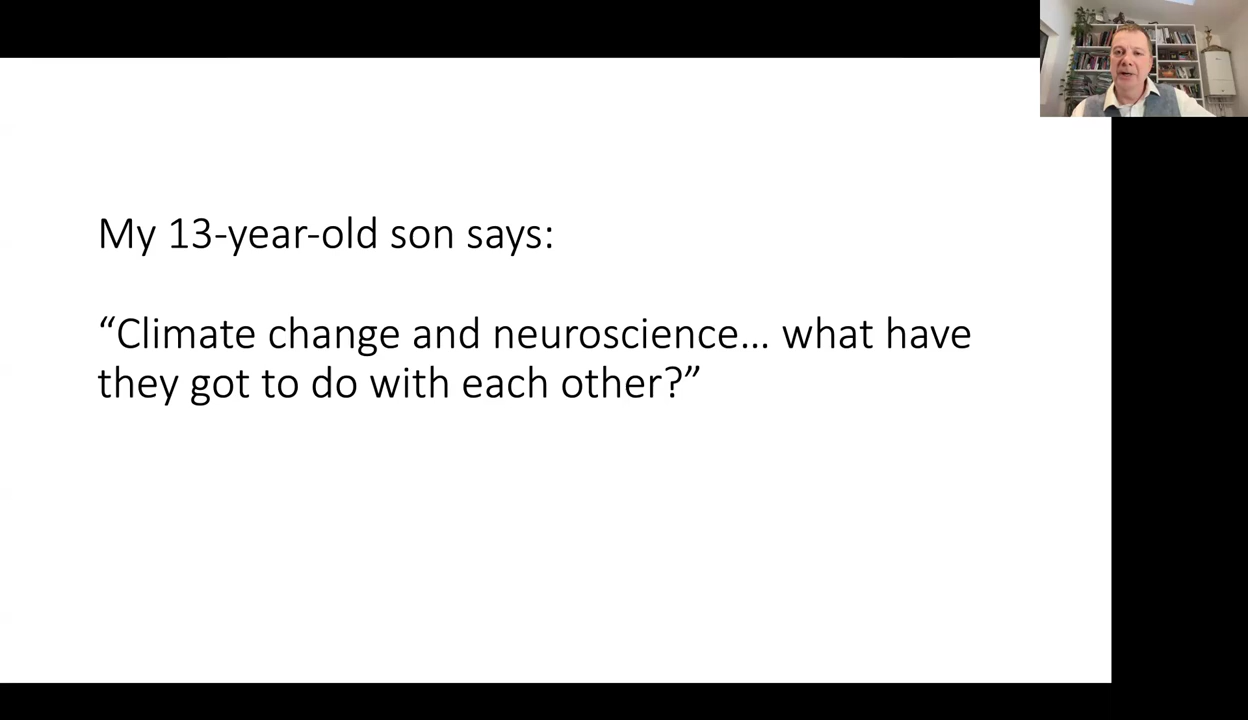 My 13-year-old son says:
“Climate change and neuroscience… what have
they got to do with each other?”